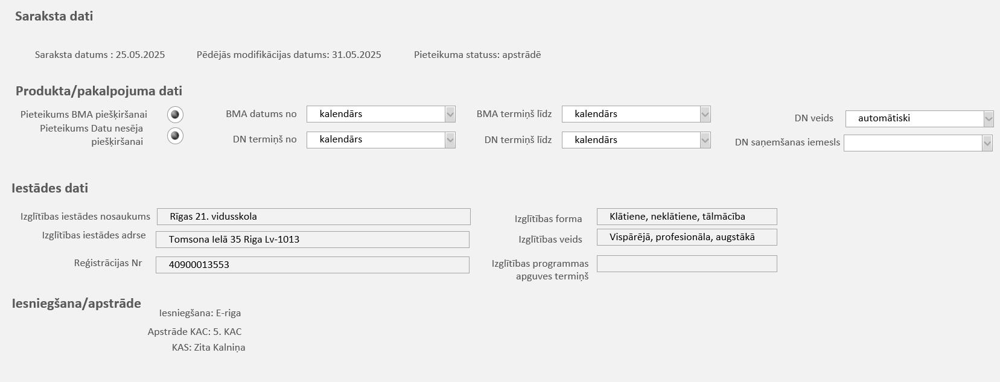 Saraksta dati
Saraksta datums : 25.05.2025 Pēdējās modifikācijas datums: 31.05.2025 Pieteikuma statuss: apstrādē
Produkta/pakalpojuma dati
Pieteikums BMA piešķiršanai BMA datums no kalendārs BMA termiņš līdz kalendārs DN veids automātiski
Pieteikums Datu nesēja
piešķiršanai DN termiņš no kalendārs DN termiņš līdz kalendārs DN saņemšanas iemesls
Iestādes dati
Izglītības iestādes nosaukums Rīgas 21. vidusskola Izglītības forma Klātiene, neklātiene, tālmācība
Izglītības iestādes adrse Tomsona Ielā 35 Riga Lv-1013 Izglītības veids Vispārējā, profesionāla, augstākā
Reģistrācijas Nr 40900013553 Izglītības programmas
apguves termiņš
Iesniegšana/apstrāde
Iesniegšana: E-riga
Apstrāde KAC: 5. KAC
KAS: Zita Kalniņa